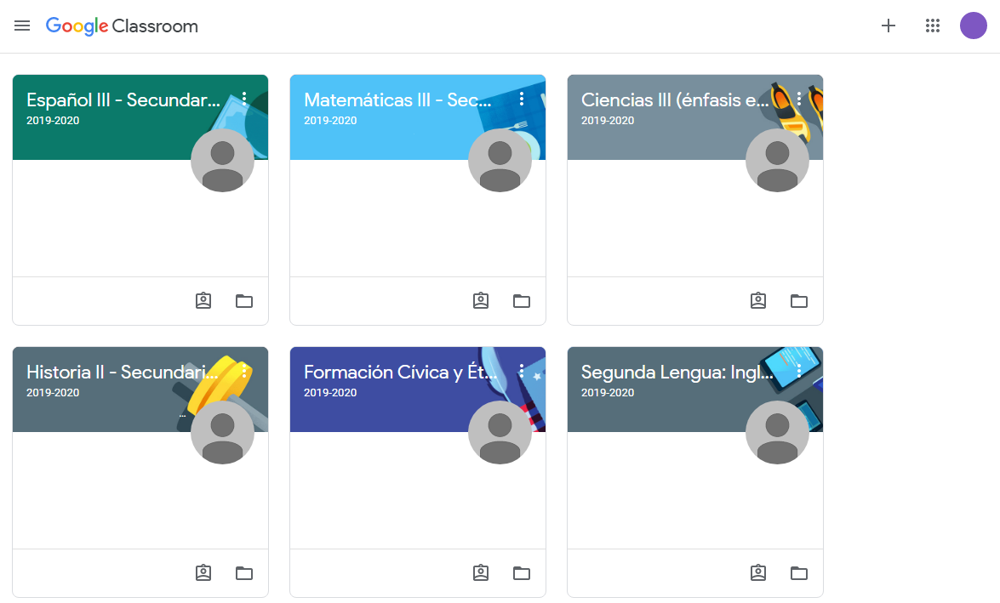 Google Classroom
Español III - Secundar...
2019-2020
Matemáticas III - Sec...
2019-2020
Ciencias III (énfasis e...
2019-2020
Historia II - Secundari...
2019-2020
...
Formación Cívica y Ét...
2019-2020
Segunda Lengua: Ingl...
2019-2020